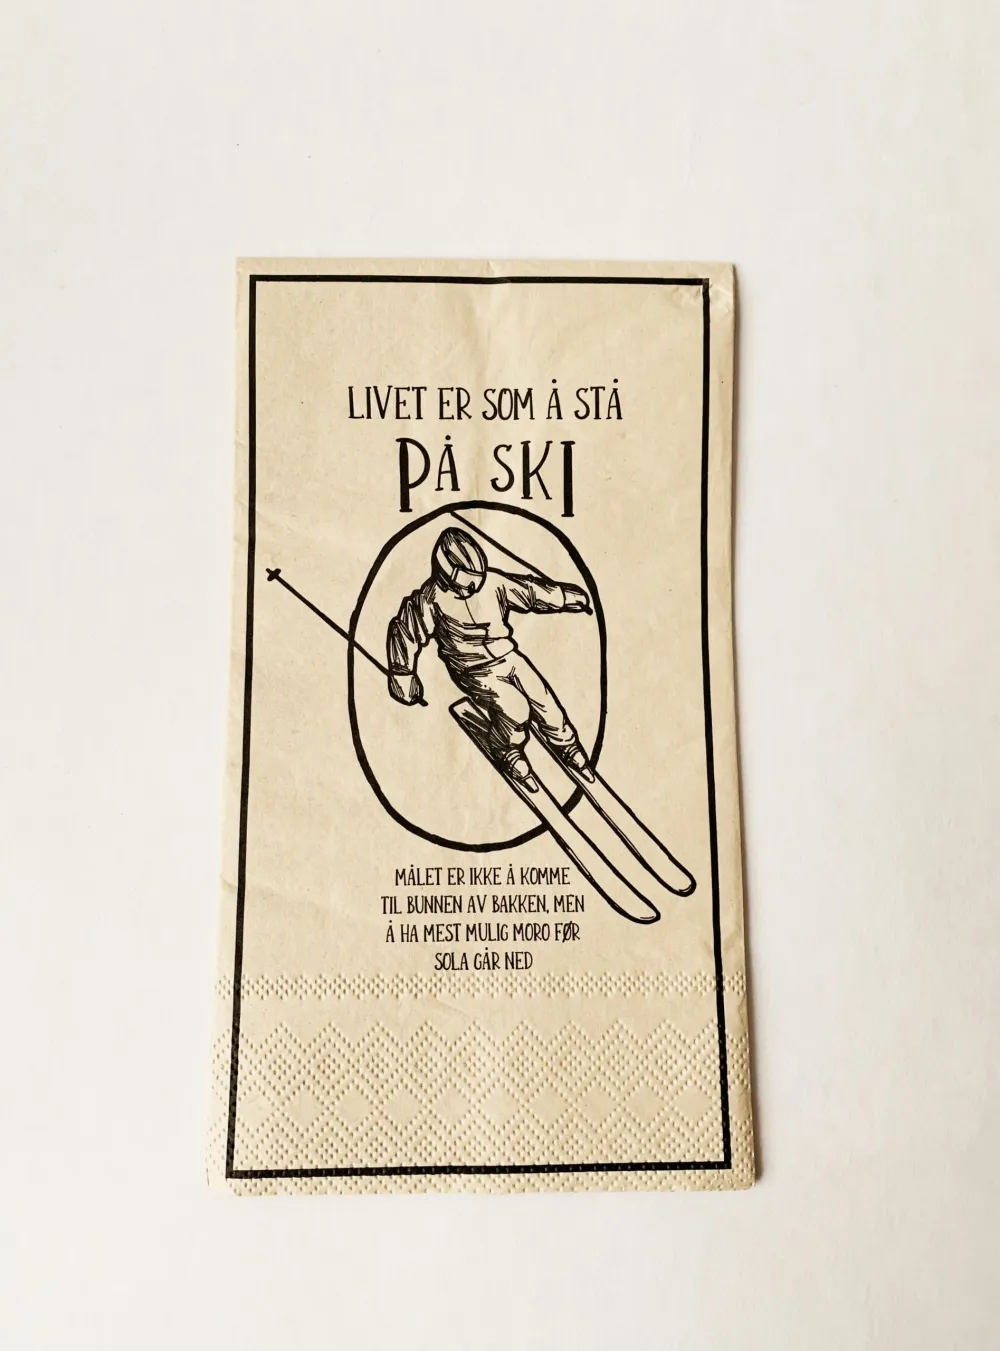 LIVET ER SOM Å STÅ
PÅ SKI
MÅLET ER IKKE Å KOMME
TIL BUNNEN AV BAKKEN, MEN
Å HA MEST MULIG MORO FØR
SOLA GÅR NED